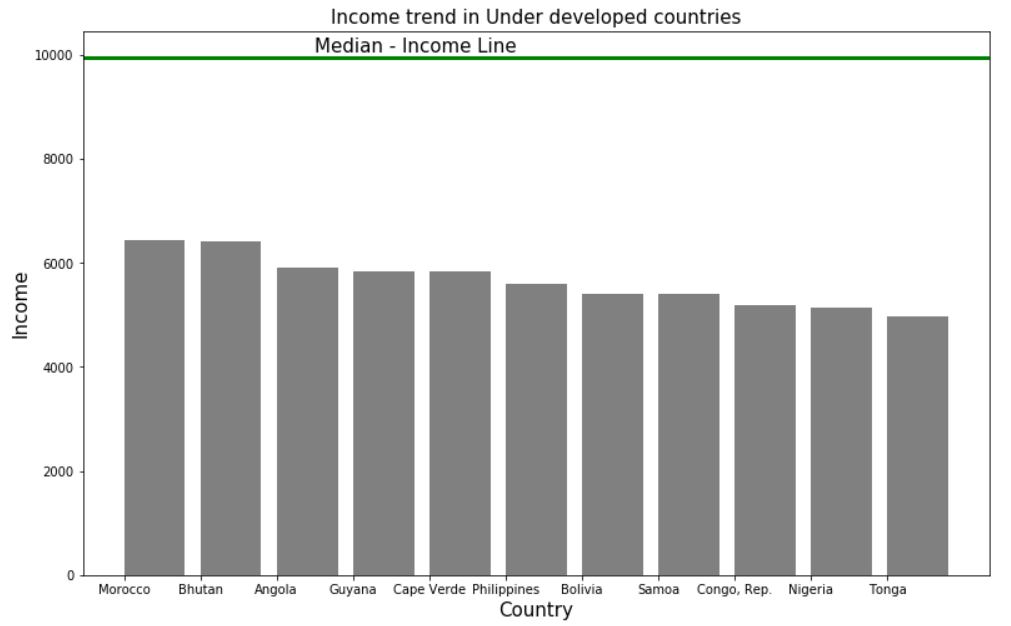 Income trend in Under developed countries
Median - Income Line
10000
8000
6000
4000
2000
0
Income
Morocco Bhutan Angola Guyana Cape Verde Philippines Bolivia Samoa Congo, Rep. Nigeria Tonga
Country